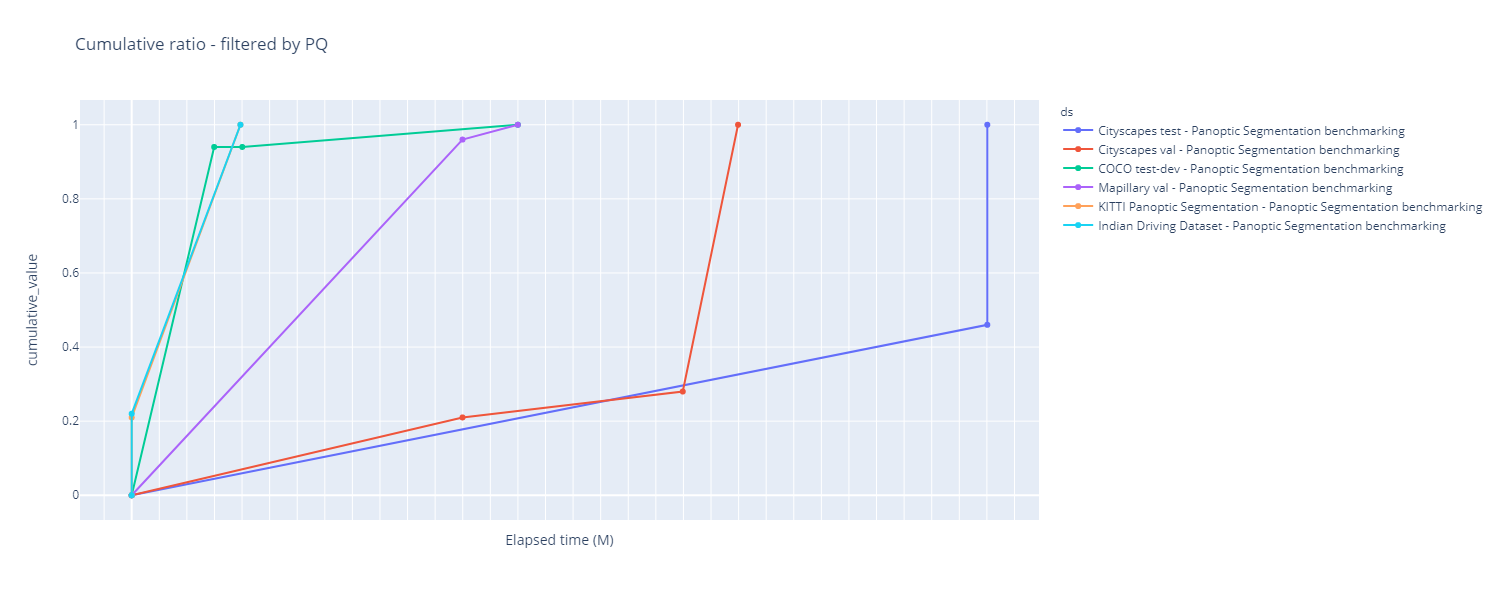 Cumulative ratio - filtered by PQ
ds
Cityscapes test - Panoptic Segmentation benchmarking
Cityscapes val - Panoptic Segmentation benchmarking
COCO test-dev - Panoptic Segmentation benchmarking
Mapillary val - Panoptic Segmentation benchmarking
KITTI Panoptic Segmentation - Panoptic Segmentation benchmarking
Indian Driving Dataset - Panoptic Segmentation benchmarking
1
0.8
0.6
0.4
0.2
0
cumulative_value
Elapsed time (M)